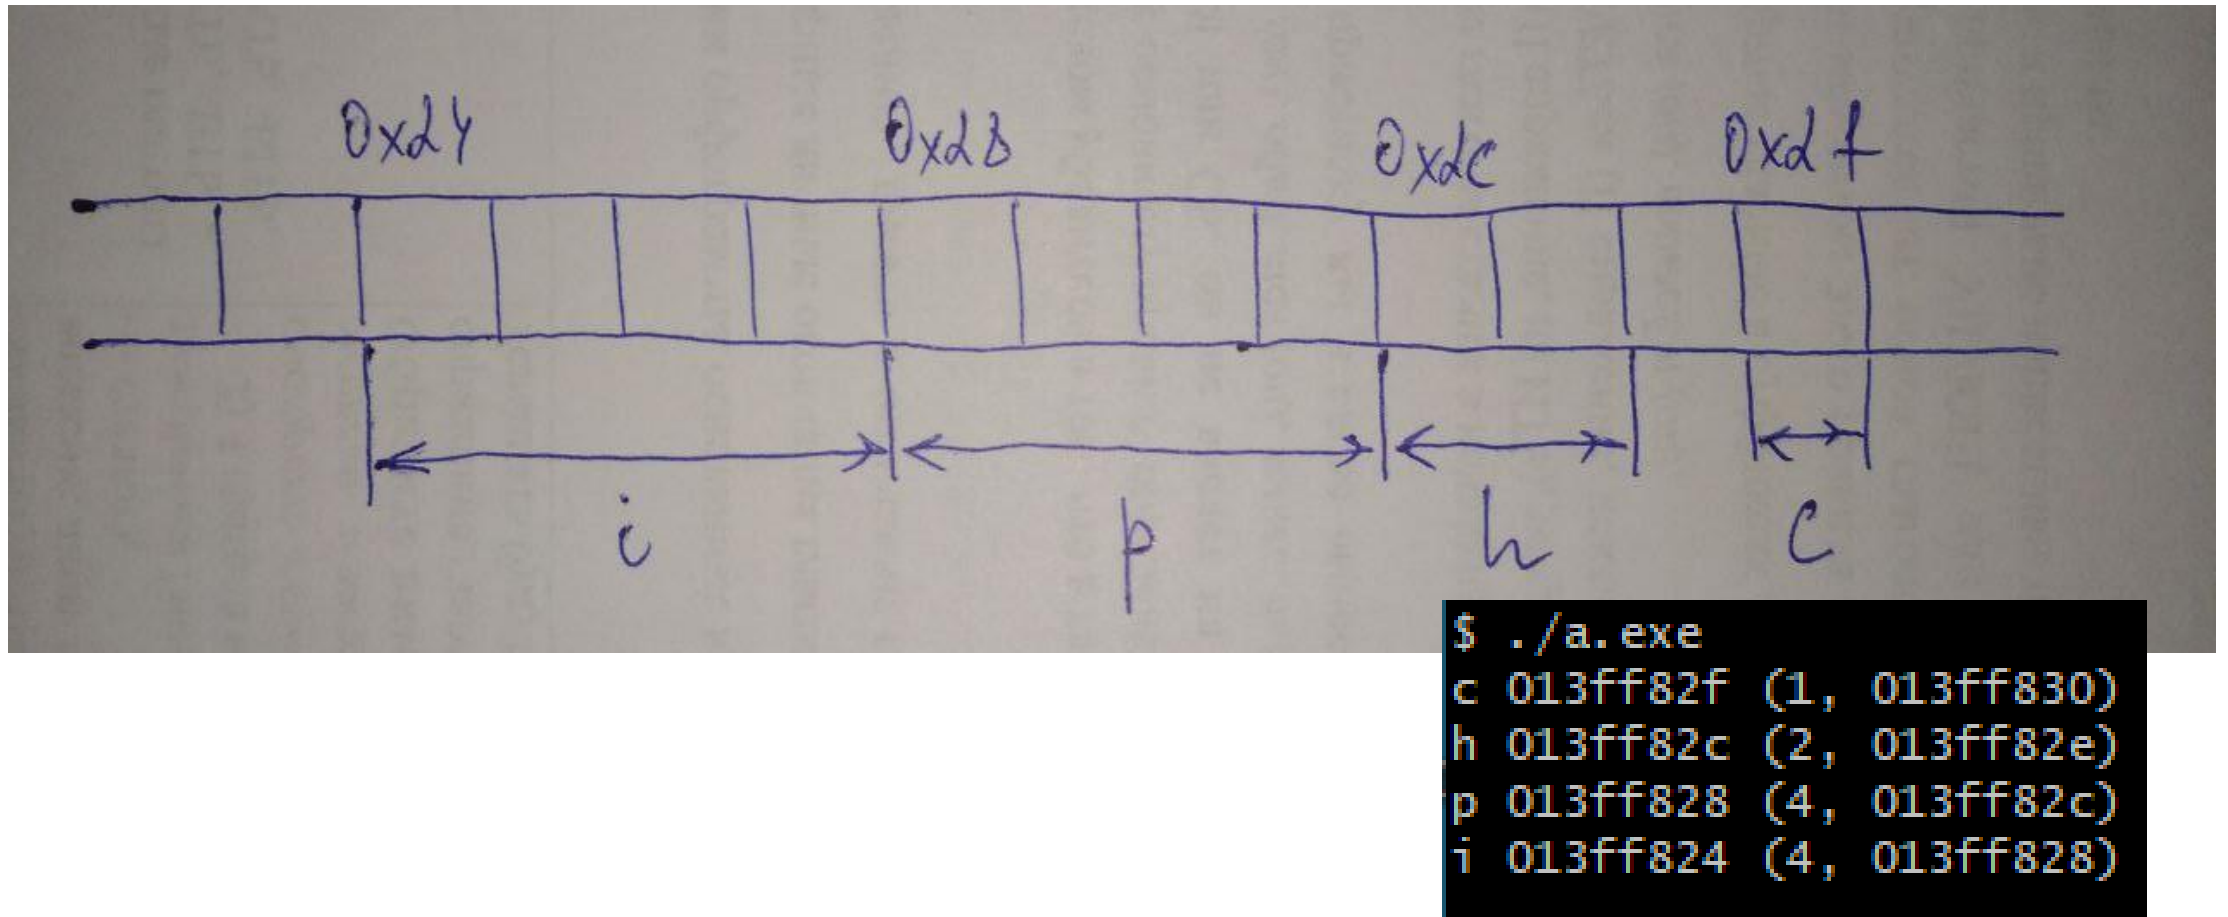 0x24 0x28 0x2c 0x2f
i p h c
$ ./a.exe
c 013ff82f (1, 013ff830)
h 013ff82c (2, 013ff82e)
p 013ff828 (4, 013ff82c)
i 013ff824 (4, 013ff828)